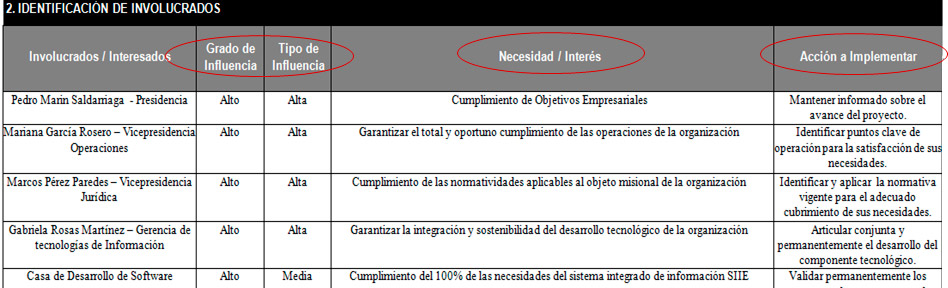 2. IDENTIFICACIÓN DE INVOLUCRADOS
Involucrados / Interesados
Grado de
Influencia
Tipo de
Influencia
Necesidad / Interés
Acción a Implementar
Pedro Marin Saldarriaga - Presidencia
Alto
Alta
Cumplimiento de Objetivos Empresariales
Mantener informado sobre el
avance del proyecto.
Mariana García Rosero – Vicepresidencia
Operaciones
Alto
Alta
Garantizar el total y oportuno cumplimiento de las operaciones de la organización
Identificar puntos clave de
operación para la satisfacción de sus
necesidades.
Marcos Pérez Paredes – Vicepresidencia
Jurídica
Alto
Alta
Cumplimiento de las normatividades aplicables al objeto misional de la organización
Identificar y aplicar la normativa
vigente para el adecuado
cubrimiento de sus necesidades.
Gabriela Rosas Martínez – Gerencia de
tecnologías de Información
Alto
Alta
Garantizar la integración y sostenibilidad del desarrollo tecnológico de la organización
Articular conjunta y
permanentemente el desarrollo del
componente tecnológico.
Casa de Desarrollo de Software
Alto
Media
Cumplimiento del 100% de las necesidades del sistema integrado de información SIIE
Validar permanentemente los